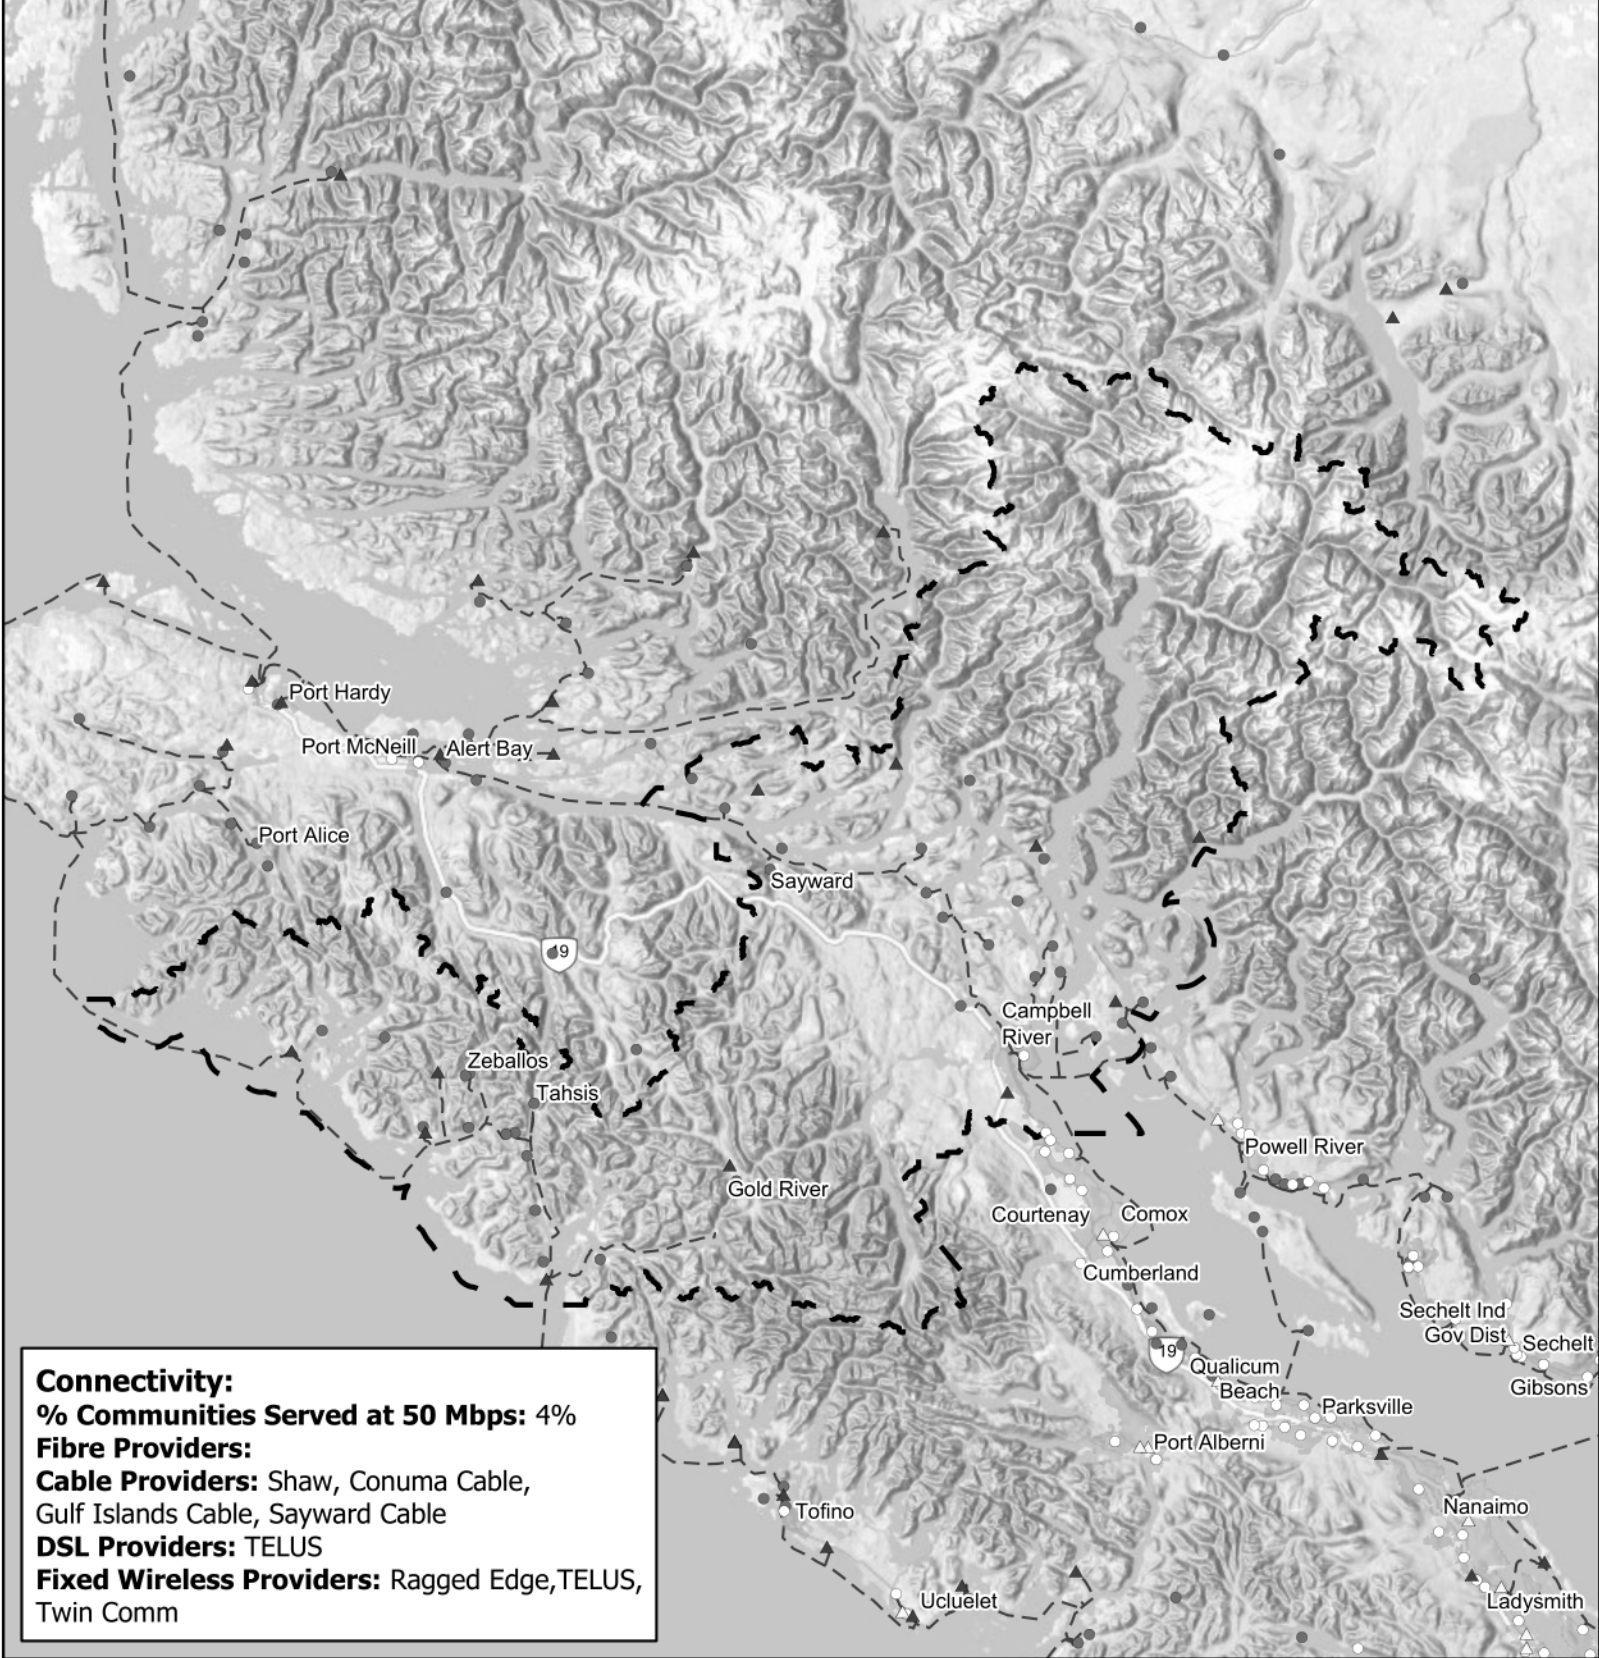 Port Hardy
Port McNeill
Alert Bay
Port Alice
Sayward
19
Campbell
River
Zeballos
Tahsis
Powell River
Gold River
Courtenay
Comox
Cumberland
Sechelt Ind
Gov Dist
Sechelt
19
Qualicum
Beach
Gibsons
Parksville
Port Alberni
Nanaimo
Tofino
Ucluelet
Ladysmith
Connectivity:
% Communities Served at 50 Mbps: 4%
Fibre Providers:
Cable Providers: Shaw, Conuma Cable,
Gulf Islands Cable, Sayward Cable
DSL Providers: TELUS
Fixed Wireless Providers: Ragged Edge,TELUS,
Twin Comm